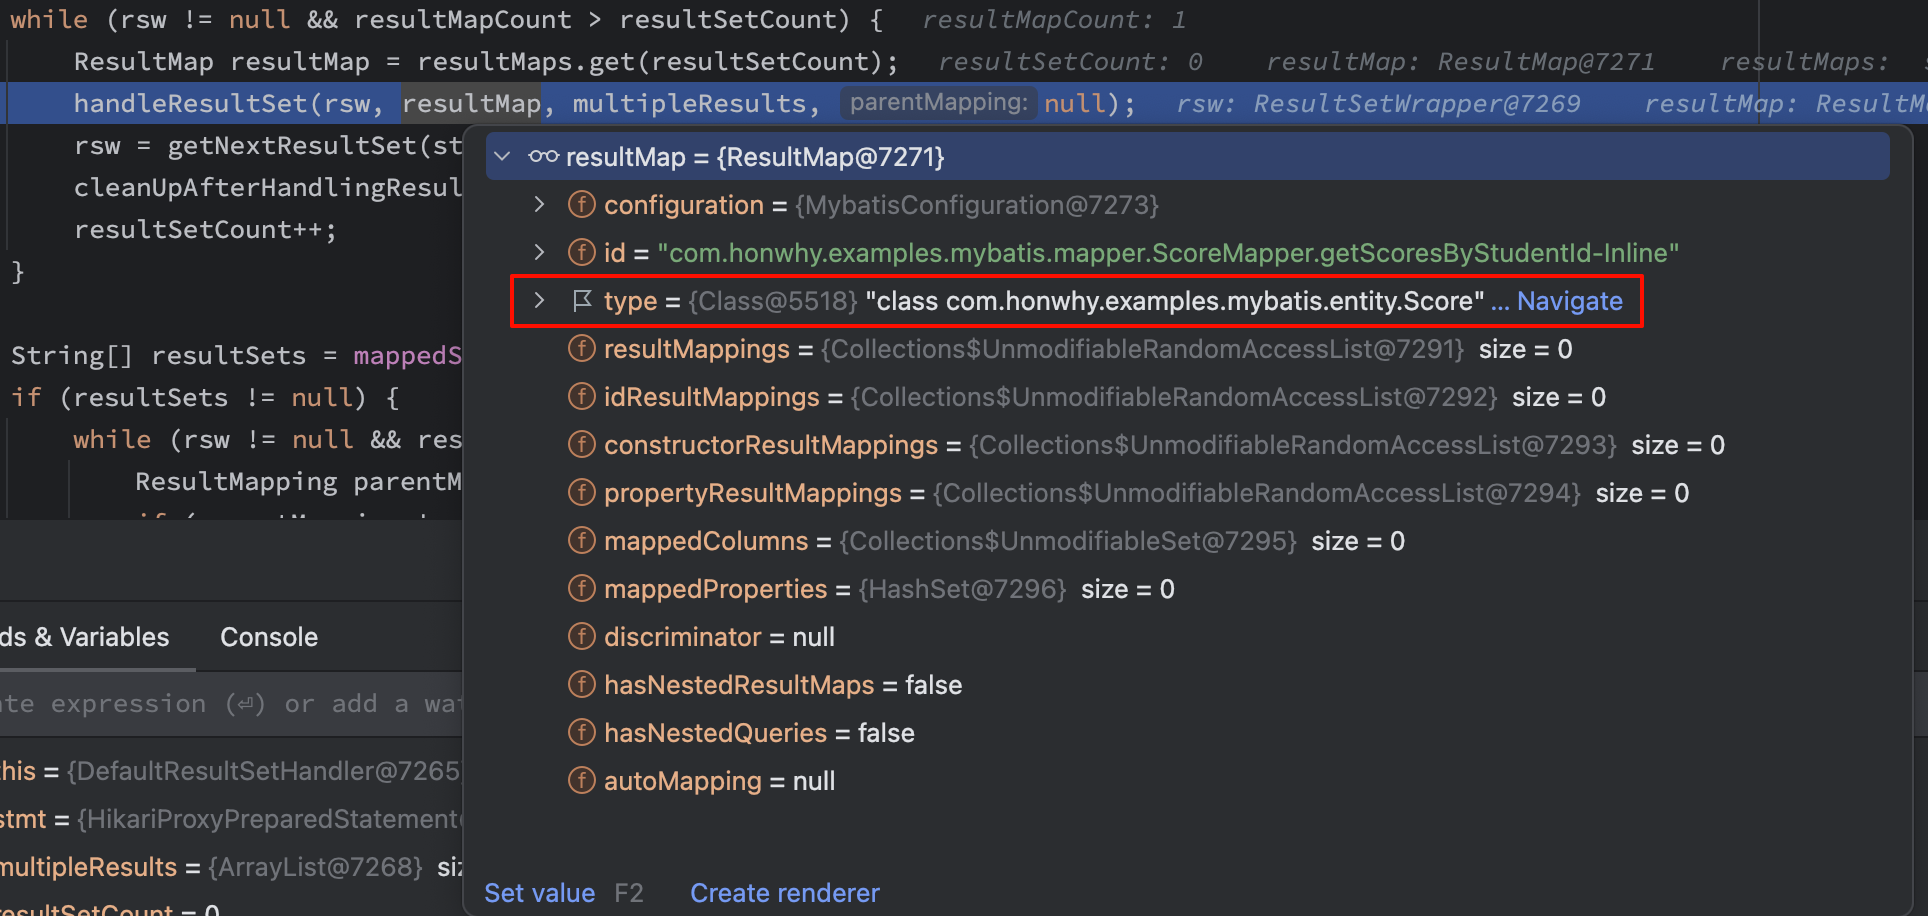 while (rsw != null && resultMapCount > resultSetCount) {   resultMapCount: 1
ResultMap resultMap = resultMaps.get(resultSetCount);   resultSetCount: 0   resultMap: ResultMap@7271   resultMaps:
handleResultSet(rsw, resultMap, multipleResults, parentMapping: null);   rsw: ResultSetWrapper@7269   resultMap: ResultM
rsw = getNextResultSet(st
cleanUpAfterHandlingResul
resultSetCount++;
}
String[] resultSets = mappedS
if (resultSets != null) {
while (rsw != null && res
ResultMapping parentM
resultMap = {ResultMap@7271}
configuration = {MybatisConfiguration@7273}
id = "com.honwhy.examples.mybatis.mapper.ScoreMapper.getScoresByStudentId-Inline"
type = {Class@5518} "class com.honwhy.examples.mybatis.entity.Score" ... Navigate
resultMappings = {Collections$UnmodifiableRandomAccessList@7291} size = 0
idResultMappings = {Collections$UnmodifiableRandomAccessList@7292} size = 0
constructorResultMappings = {Collections$UnmodifiableRandomAccessList@7293} size = 0
propertyResultMappings = {Collections$UnmodifiableRandomAccessList@7294} size = 0
mappedColumns = {Collections$UnmodifiableSet@7295} size = 0
mappedProperties = {HashSet@7296} size = 0
discriminator = null
hasNestedResultMaps = false
hasNestedQueries = false
autoMapping = null
Set value F2   Create renderer
ds & Variables   Console
te expression (⏎) or add a wat
this = {DefaultResultSetHandler@7265
stmt = {HikariProxyPreparedStatement
multipleResults = {ArrayList@7268} siz
resultSetCount = 0